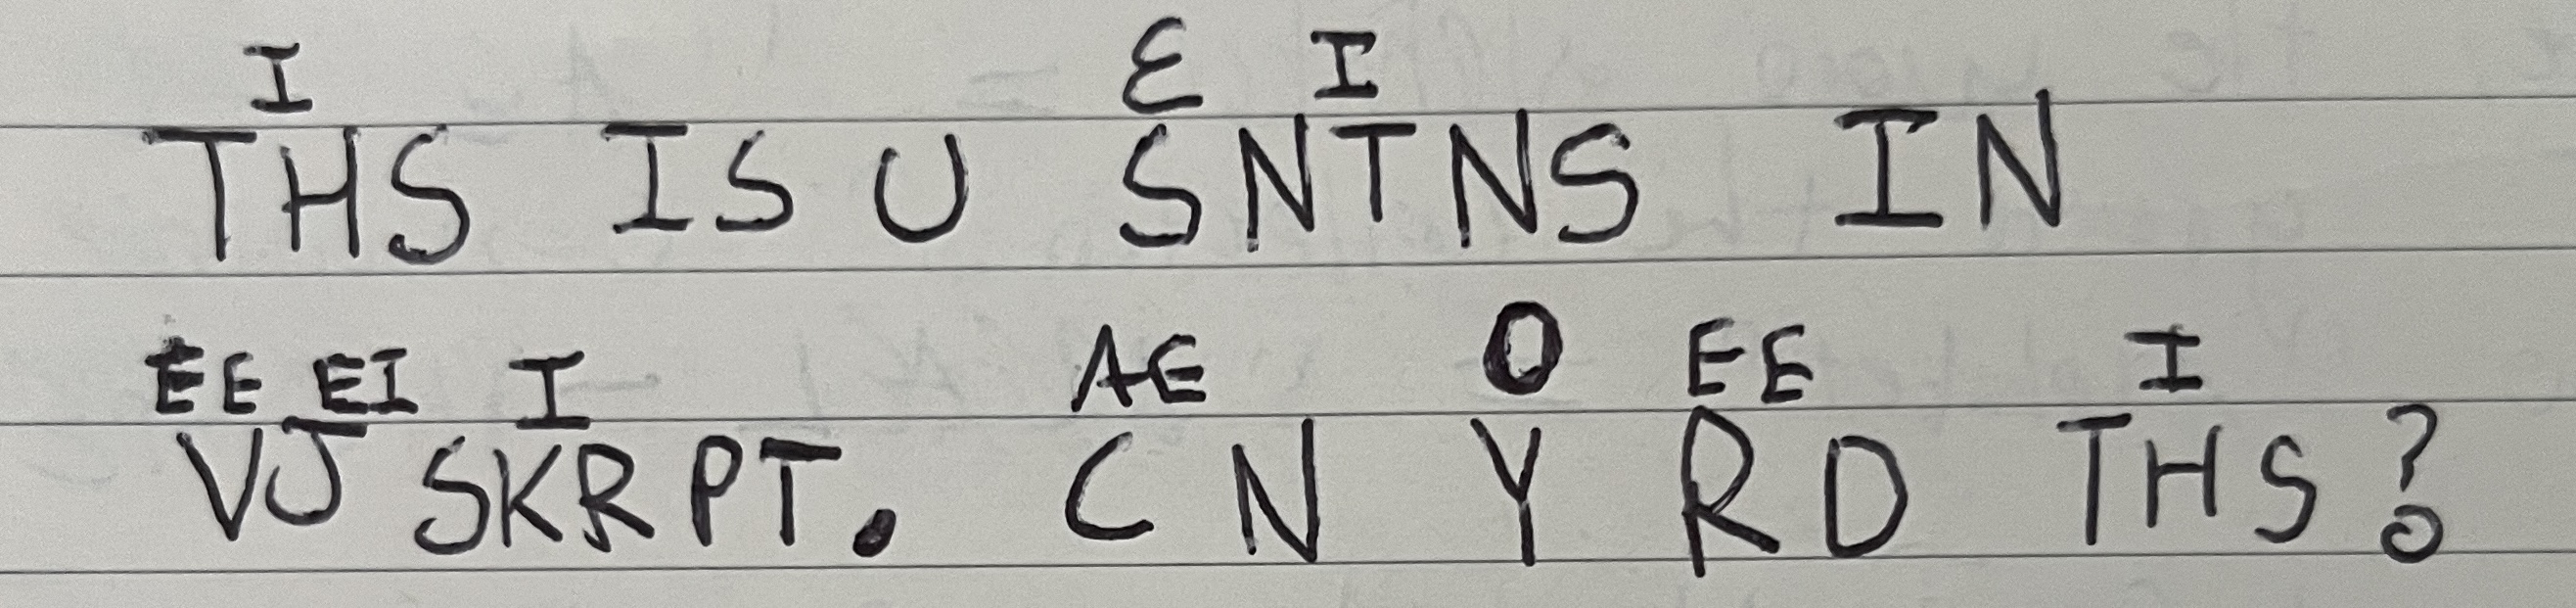 I Ɛ I
THS IS U SNTNS IN
EE EI I AE O EE I
VJ SKRPT. CN Y RD THS?